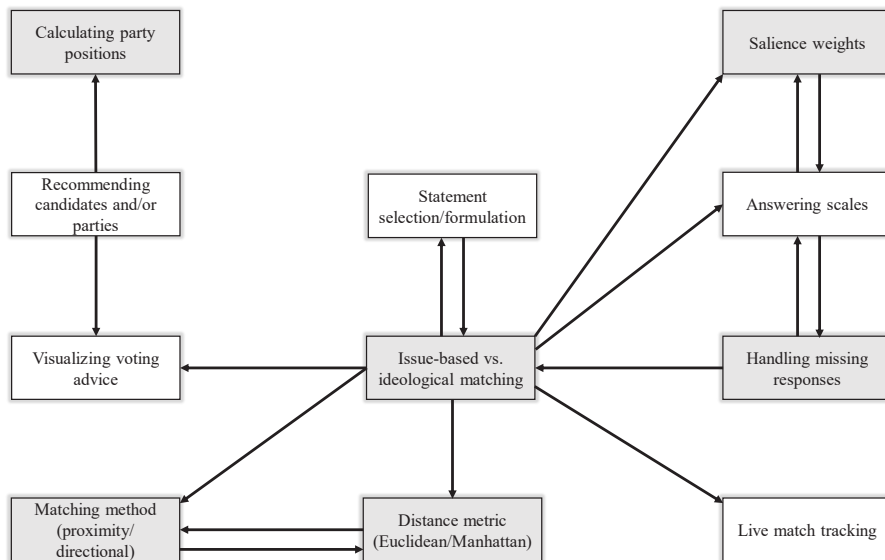 Calculating party
positions
Salience weights
Recommending
candidates and/or
parties
Statement
selection/formulation
Answering scales
Visualizing voting
advice
Issue-based vs.
ideological matching
Handling missing
responses
Matching method
(proximity/
directional)
Distance metric
(Euclidean/Manhattan)
Live match tracking